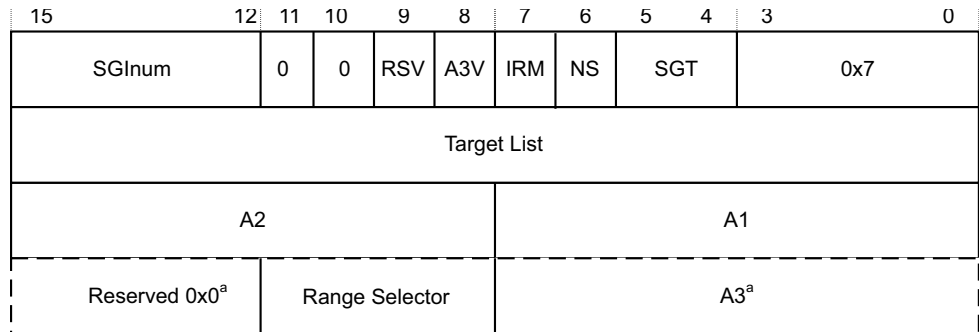 15 12 11 10 9 8 7 6 5 4 3 0
SGInum 0 0 RSV A3V IRM NS SGT 0x7
Target List
A2 A1
Reserved 0x0a Range Selector A3a